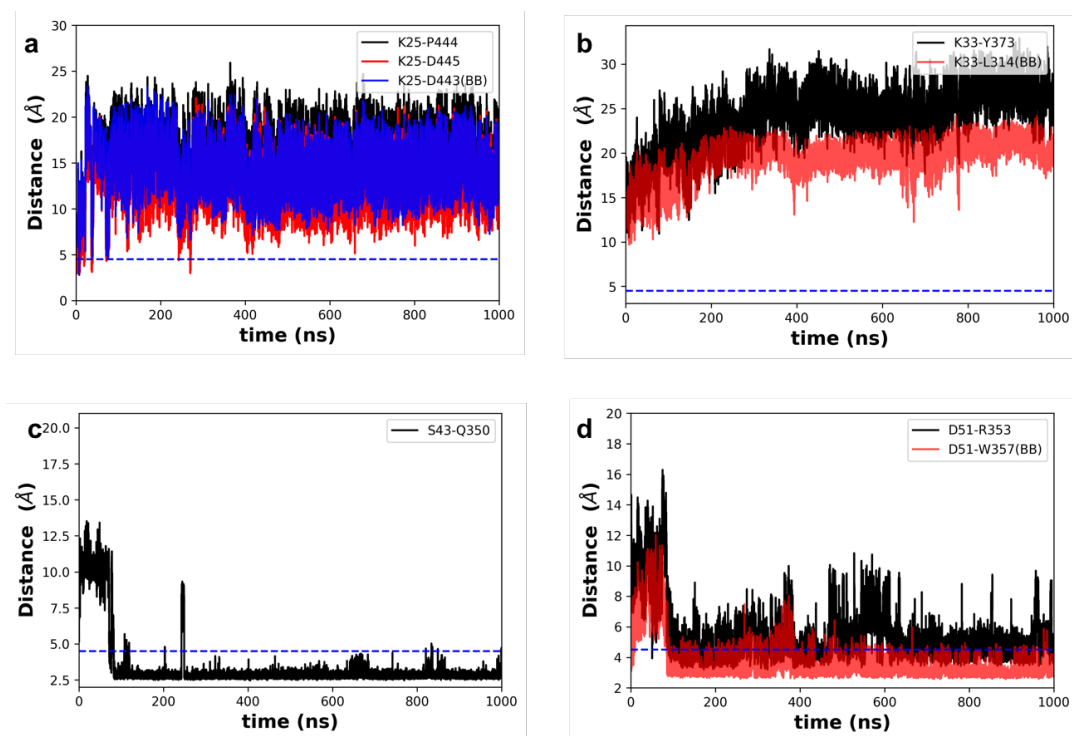 a
30
25
20
15
10
5
0
Distance (Å)
K25-P444
K25-D445
K25-D443(BB)
0 200 400 600 800 1000
time (ns)
b
30
25
20
15
10
5
Distance (Å)
K33-Y373
K33-L314(BB)
0 200 400 600 800 1000
time (ns)
c
20.0
17.5
15.0
12.5
10.0
7.5
5.0
2.5
Distance (Å)
S43-Q350
0 200 400 600 800 1000
time (ns)
d
20
18
16
14
12
10
8
6
4
2
Distance (Å)
D51-R353
D51-W357(BB)
0 200 400 600 800 1000
time (ns)